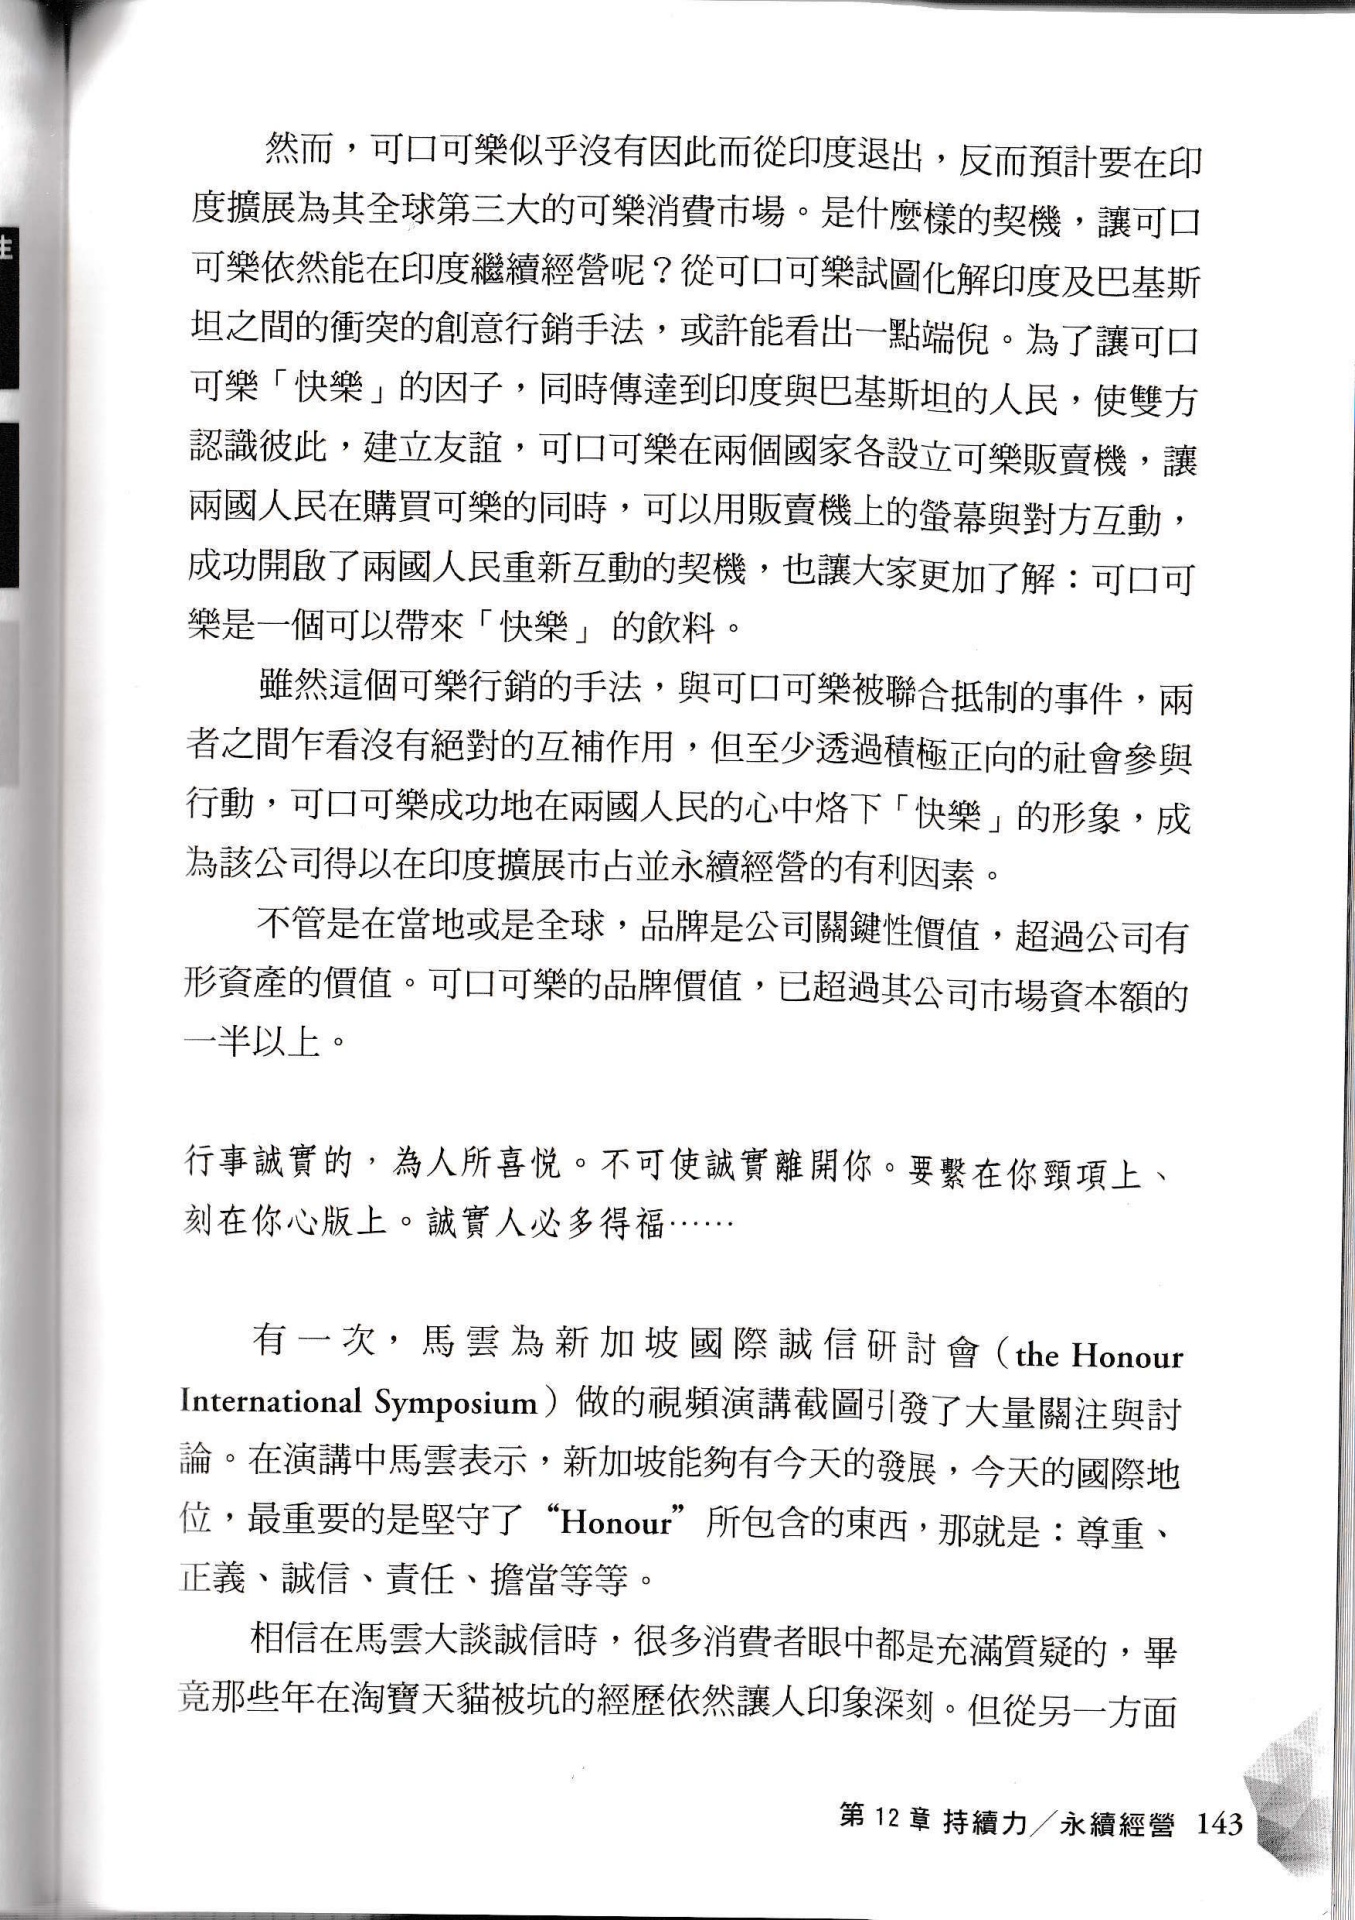 生
然而，可口可樂似乎沒有因此而從印度退出，反而預計要在印
度擴展為其全球第三大的可樂消費市場。是什麼樣的契機，讓可口
可樂依然能在印度繼續經營呢？從可口可樂試圖化解印度及巴基斯
坦之間的衝突的創意行銷手法，或許能看出一點端倪。為了讓可口
可樂「快樂」的因子，同時傳達到印度與巴基斯坦的人民，使雙方
認識彼此，建立友誼，可口可樂在兩個國家各設立可樂販賣機，讓
兩國人民在購買可樂的同時，可以用販賣機上的螢幕與對方互動，
成功開啟了兩國人民重新互動的契機，也讓大家更加了解：可口可
樂是一個可以帶來「快樂」的飲料。
雖然這個可樂行銷的手法，與可口可樂被聯合抵制的事件，兩
者之間乍看沒有絕對的互補作用，但至少透過積極正向的社會參與
行動，可口可樂成功地在兩國人民的心中烙下「快樂」的形象，成
為該公司得以在印度擴展市占並永續經營的有利因素。
不管是在當地或是全球，品牌是公司關鍵性價值，超過公司有
形資產的價值。可口可樂的品牌價值，已超過其公司市場資本額的
一半以上。
行事誠實的，為人所喜悅。不可使誠實離開你。要繫在你頸項上、
刻在你心版上。誠實人必多得福……
有一次，馬雲為新加坡國際誠信研討會（the Honour
International Symposium）做的視頻演講截圖引發了大量關注與討
論。在演講中馬雲表示，新加坡能夠有今天的發展，今天的國際地
位，最重要的是堅守了“Honour”所包含的東西，那就是：尊重、
正義、誠信、責任、擔當等等。
相信在馬雲大談誠信時，很多消費者眼中都是充滿質疑的，畢
竟那些年在淘寶天貓被坑的經歷依然讓人印象深刻。但從另一方面
第 12 章 持續力／永續經營 143